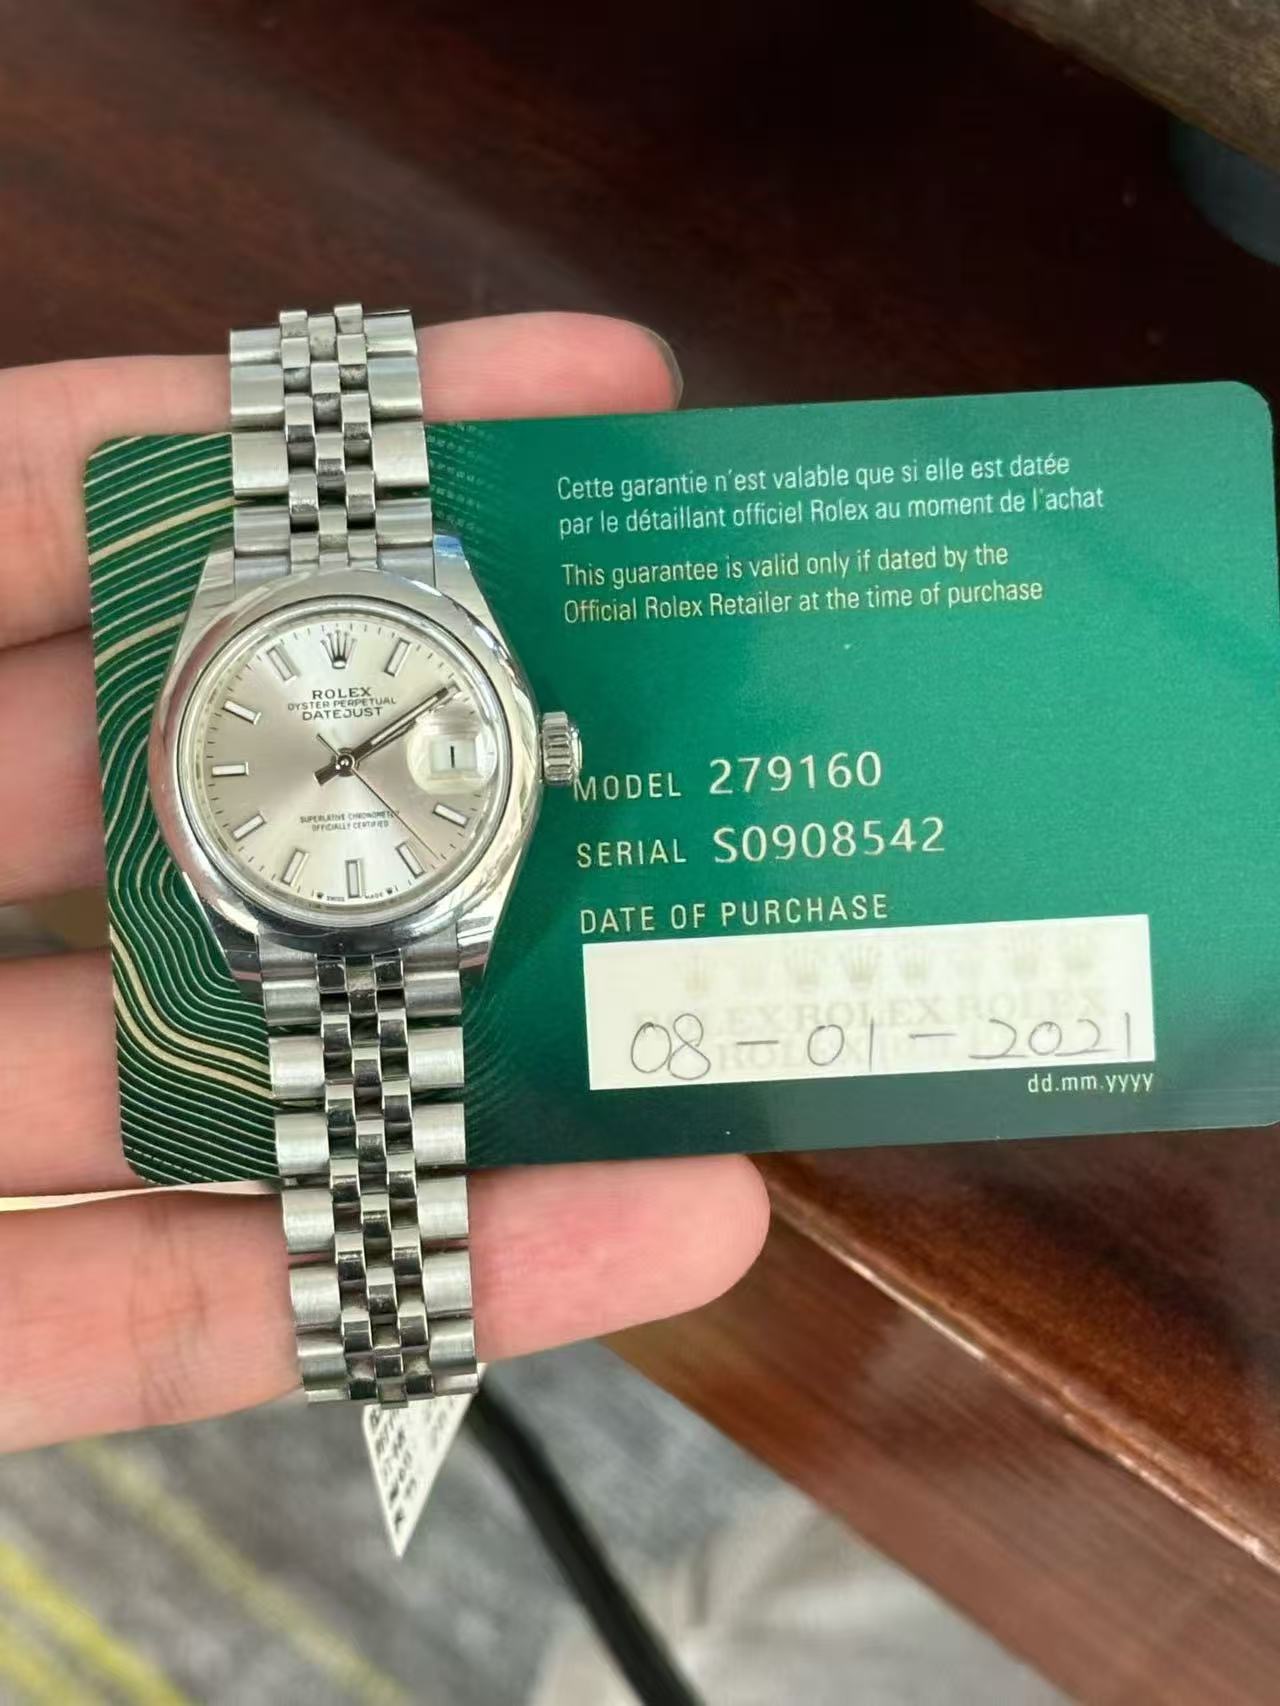 Cette garantie n'est valable que si elle est datée
par le détaillant officiel Rolex au moment de l'achat
This guarantee is valid only if dated by the
Official Rolex Retailer at the time of purchase
ROLEX
OYSTER PERPETUAL
DATEJUST
1
SUPERLATIVE CHRONOMETER
OFFICIALLY CERTIFIED
SWISS MADE
MODEL 279160
SERIAL S0908542
DATE OF PURCHASE
ROLEX ROLEX ROLEX
08-01-2021
dd.mm.yyyy